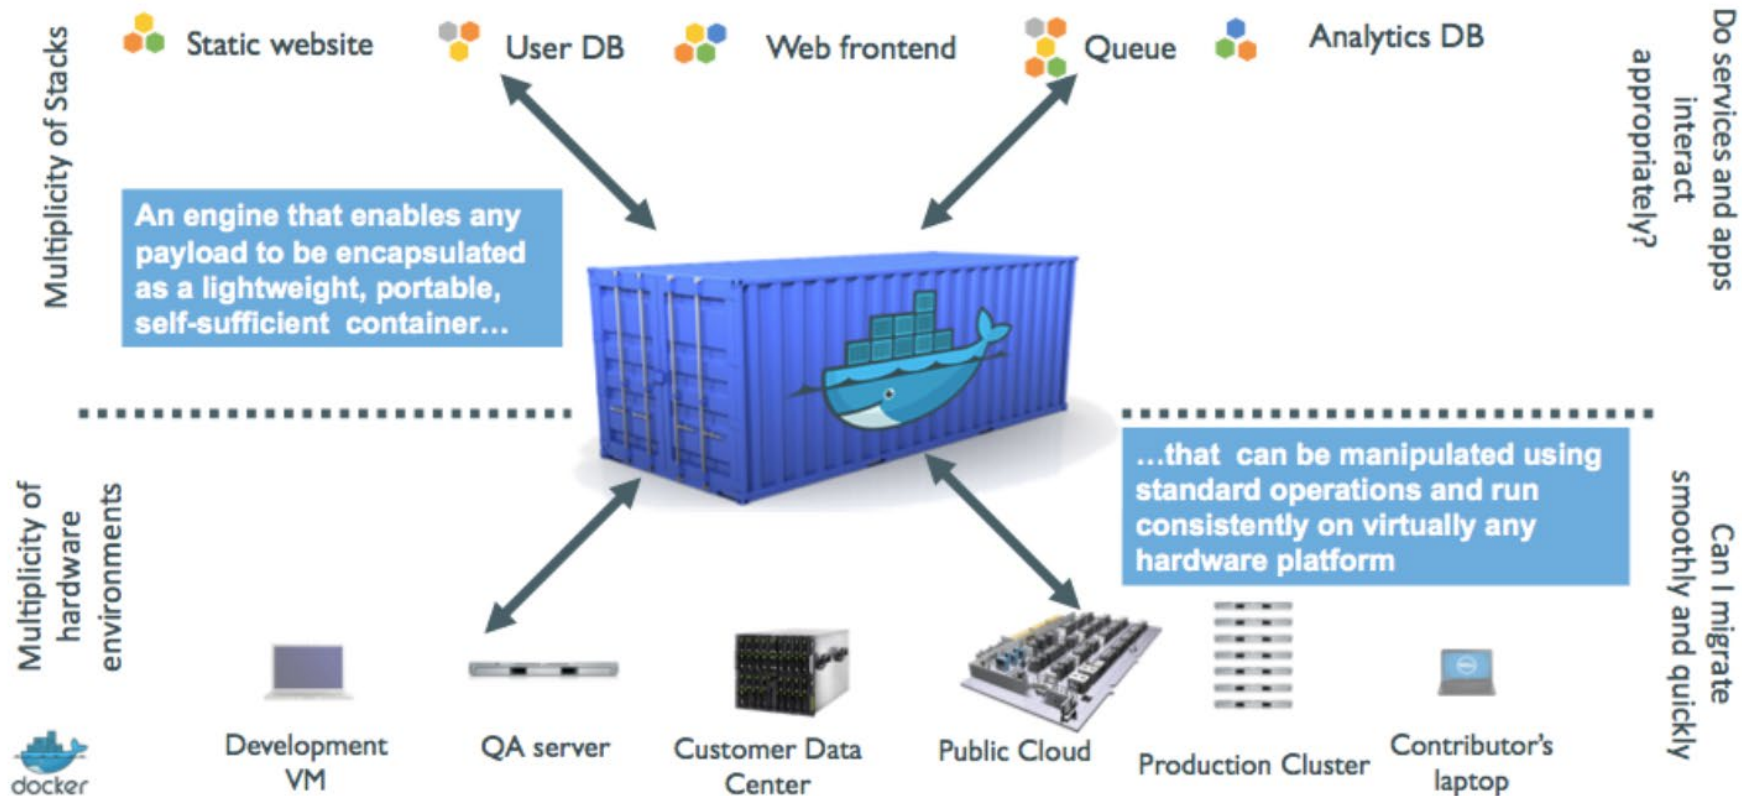 Static website
User DB
Web frontend
Queue
Analytics DB
Multiplicity of Stacks
Do services and apps
interact
appropriately?
An engine that enables any
payload to be encapsulated
as a lightweight, portable,
self-sufficient container...
...that can be manipulated using
standard operations and run
consistently on virtually any
hardware platform
Multiplicity of
hardware
environments
Can I migrate
smoothly and quickly
DELL
Development
VM
QA server
Customer Data
Center
Public Cloud
Production Cluster
Contributor's
laptop
docker